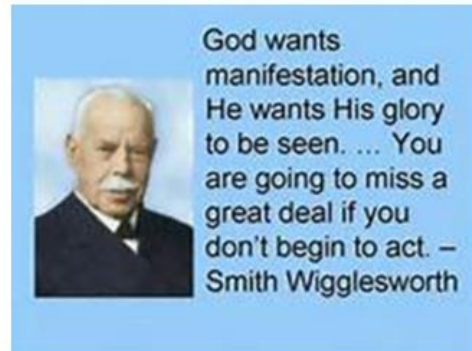 God wants
manifestation, and
He wants His glory
to be seen. ... You
are going to miss a
great deal if you
don't begin to act. –
Smith Wigglesworth